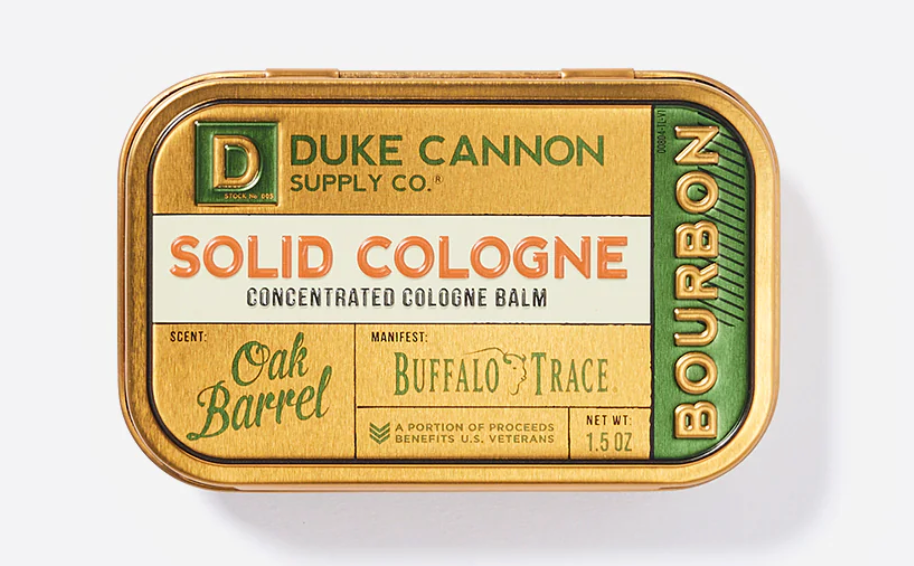 D
STOCK No 005
DUKE CANNON
SUPPLY CO.®
SOLID COLOGNE
CONCENTRATED COLOGNE BALM
SCENT:
Oak
Barrel
MANIFEST:
BUFFALO TRACE
A PORTION OF PROCEEDS
BENEFITS U.S. VETERANS
NET WT:
1.5 OZ
BOURBON